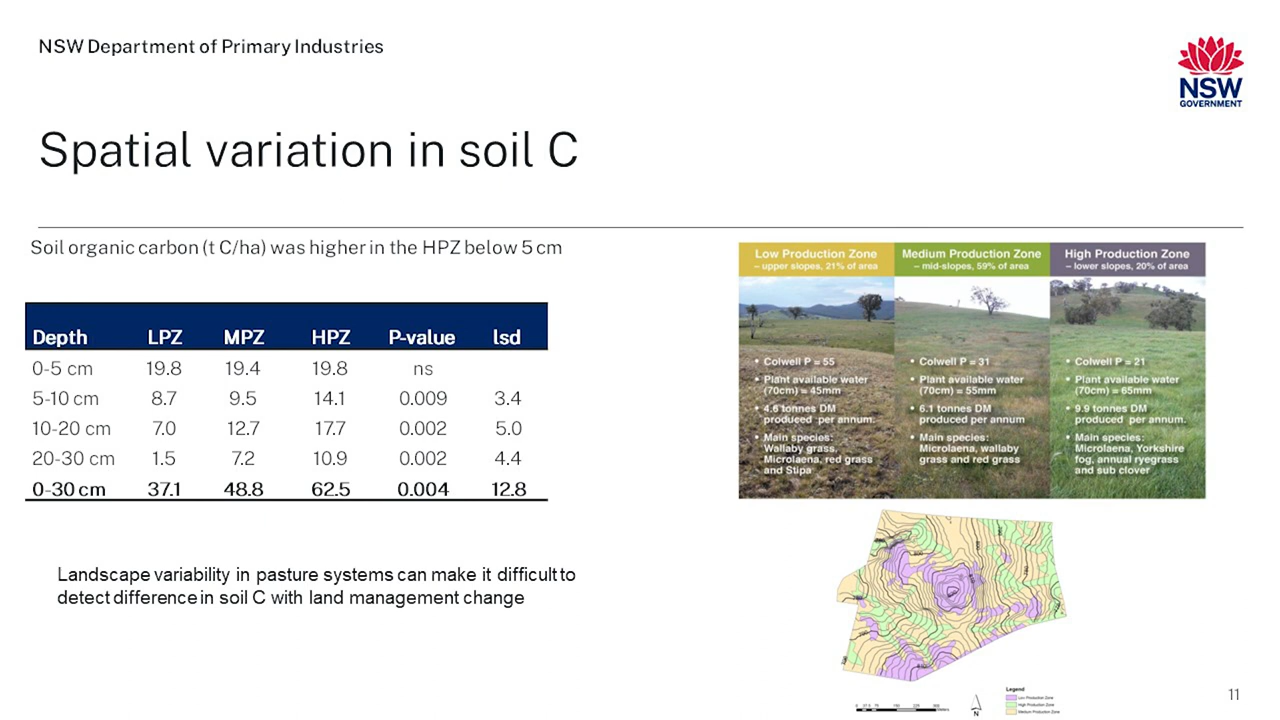 NSW Department of Primary Industries
NSW
GOVERNMENT
Spatial variation in soil C
Soil organic carbon (t C/ha) was higher in the HPZ below 5 cm
Depth LPZ MPZ HPZ P-value lsd
0-5 cm 19.8 19.4 19.8 ns
5-10 cm 8.7 9.5 14.1 0.009 3.4
10-20 cm 7.0 12.7 17.7 0.002 5.0
20-30 cm 1.5 7.2 10.9 0.002 4.4
0-30 cm 37.1 48.8 62.5 0.004 12.8
Landscape variability in pasture systems can make it difficult to
detect difference in soil C with land management change
Low Production Zone
– upper slopes, 21% of area
• Colwell P = 55
• Plant available water
(70cm) = 45mm
• 4.6 tonnes DM
produced per annum.
• Main species:
Wallaby grass,
Microlaena, red grass
and Stipa
Medium Production Zone
– mid-slopes, 59% of area
• Colwell P = 31
• Plant available water
(70cm) = 55mm
• 6.1 tonnes DM
produced per annum
• Main species:
Microlaena, wallaby
grass and red grass
High Production Zone
– lower slopes, 20% of area
• Colwell P = 21
• Plant available water
(70cm) = 65mm
• 9.9 tonnes DM
produced per annum.
• Main species:
Microlaena, Yorkshire
fog, annual ryegrass
and sub clover
Legend
Low Production Zone
High Production Zone
Medium Production Zone
N
11